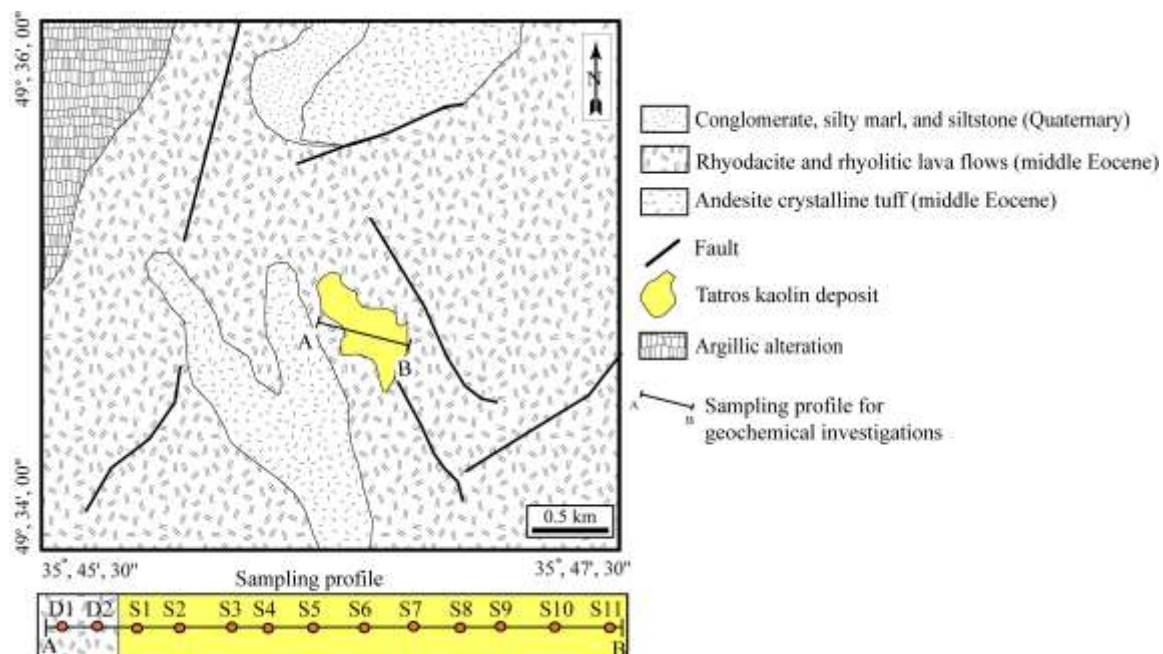 49°, 36', 00"
N
A
B
49°, 34', 00"
0.5 km
35°, 45', 30"
35°, 47', 30"
Conglomerate, silty marl, and siltstone (Quaternary)
Rhyodacite and rhyolitic lava flows (middle Eocene)
Andesite crystalline tuff (middle Eocene)
Fault
Tatros kaolin deposit
Argillic alteration
A B Sampling profile for
geochemical investigations
Sampling profile
D1 D2 S1 S2 S3 S4 S5 S6 S7 S8 S9 S10 S11
A B